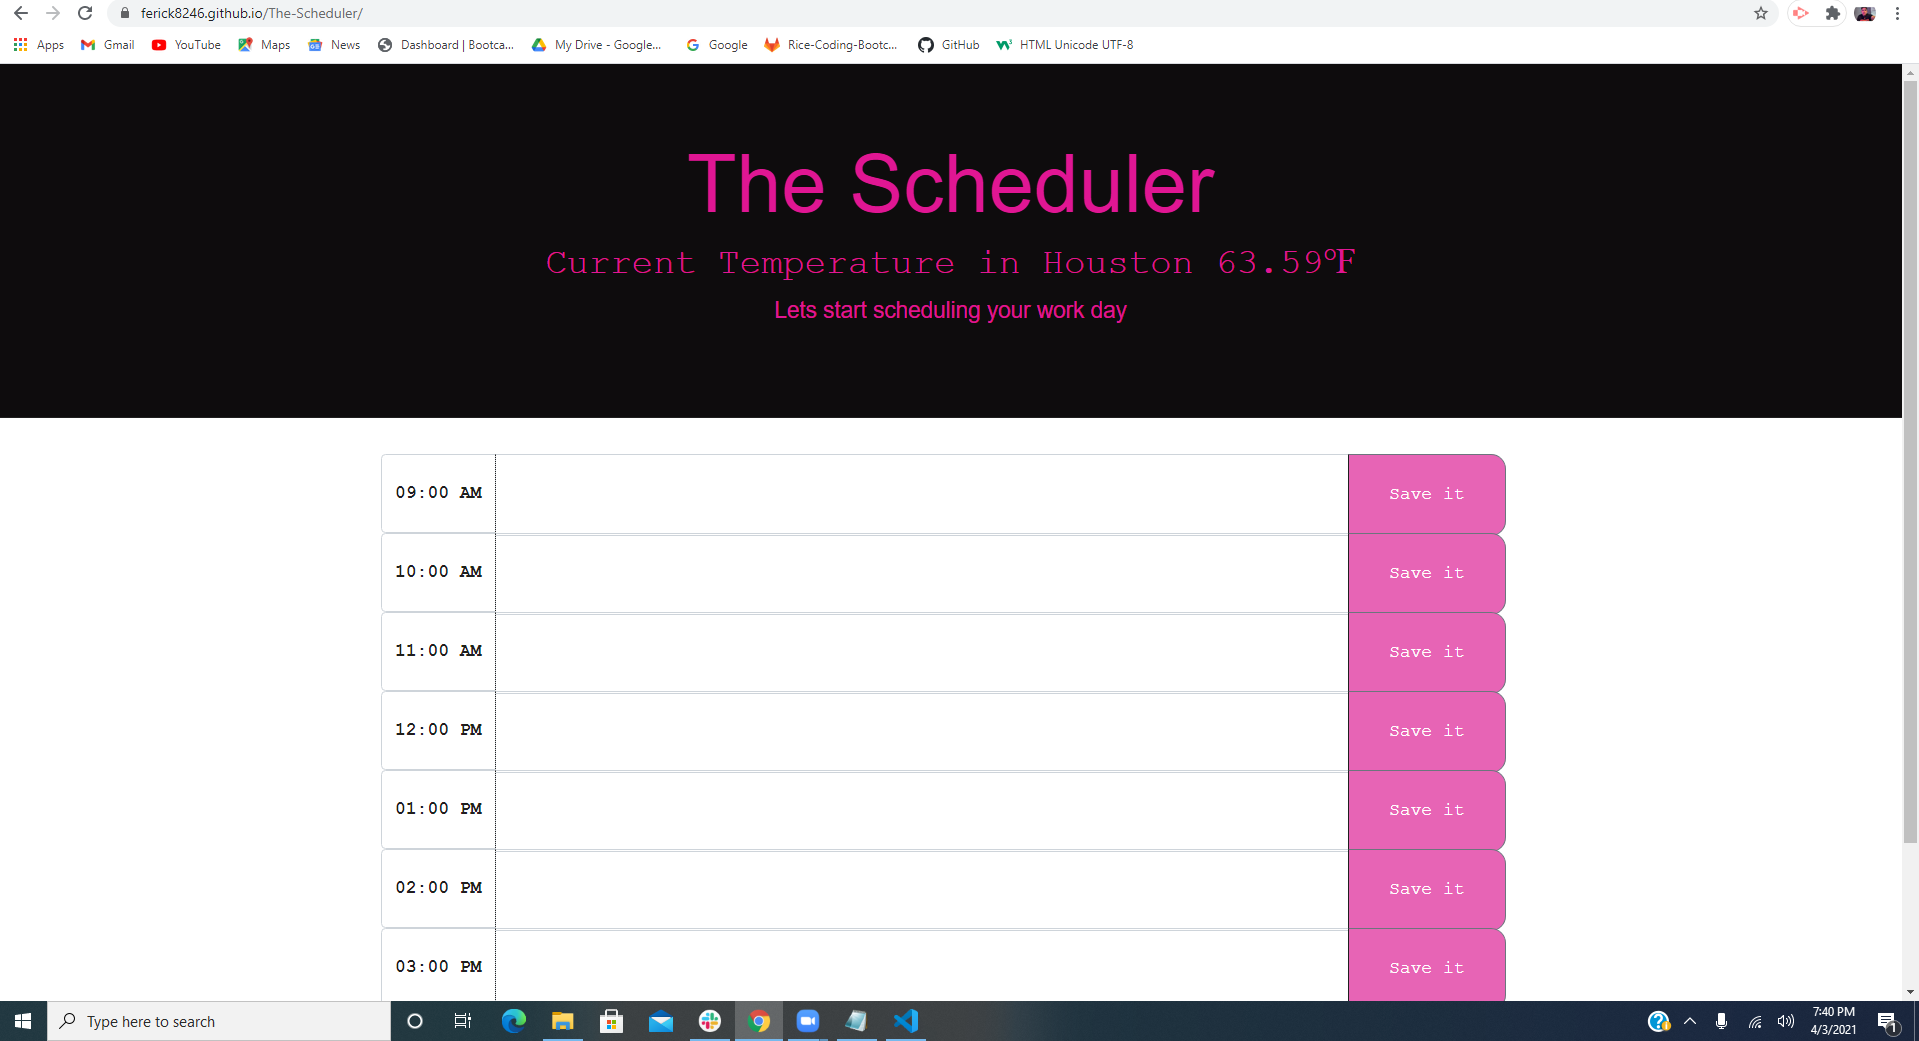 ferick8246.github.io/The-Scheduler/
Apps Gmail YouTube Maps News Dashboard | Bootca... My Drive - Google... Google Rice-Coding-Bootc... GitHub HTML Unicode UTF-8
The Scheduler
Current Temperature in Houston 63.59℉
Lets start scheduling your work day
09:00 AM Save it
10:00 AM Save it
11:00 AM Save it
12:00 PM Save it
01:00 PM Save it
02:00 PM Save it
03:00 PM Save it
Type here to search
7:40 PM
4/3/2021
1